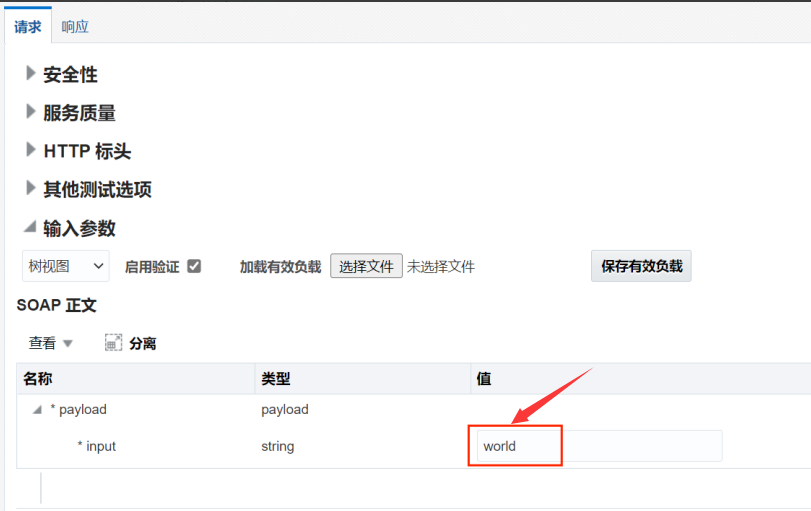 请求 响应
安全性
服务质量
HTTP 标头
其他测试选项
输入参数
树视图 启用验证 加载有效负载 选择文件 未选择文件 保存有效负载
SOAP 正文
查看 分离
名称 类型 值
* payload payload
* input string world